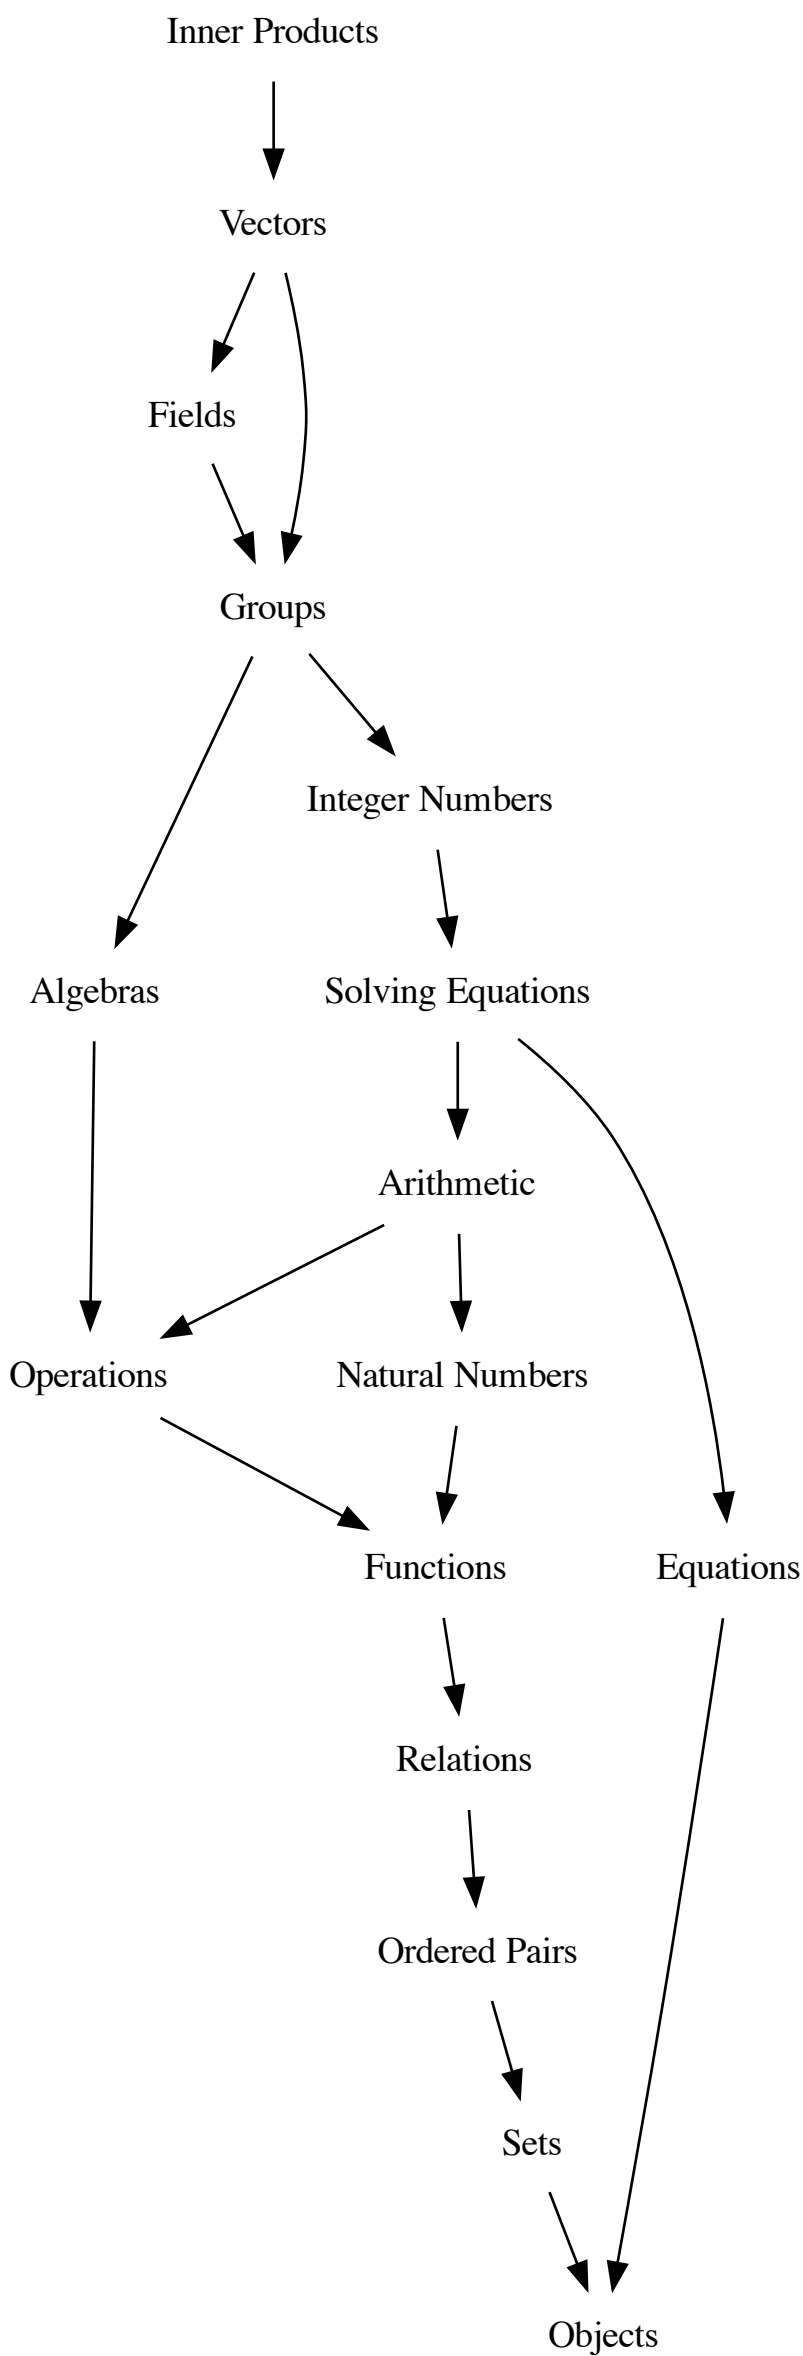 Inner Products
Vectors
Fields
Groups
Integer Numbers
Algebras
Solving Equations
Arithmetic
Operations
Natural Numbers
Functions
Equations
Relations
Ordered Pairs
Sets
Objects